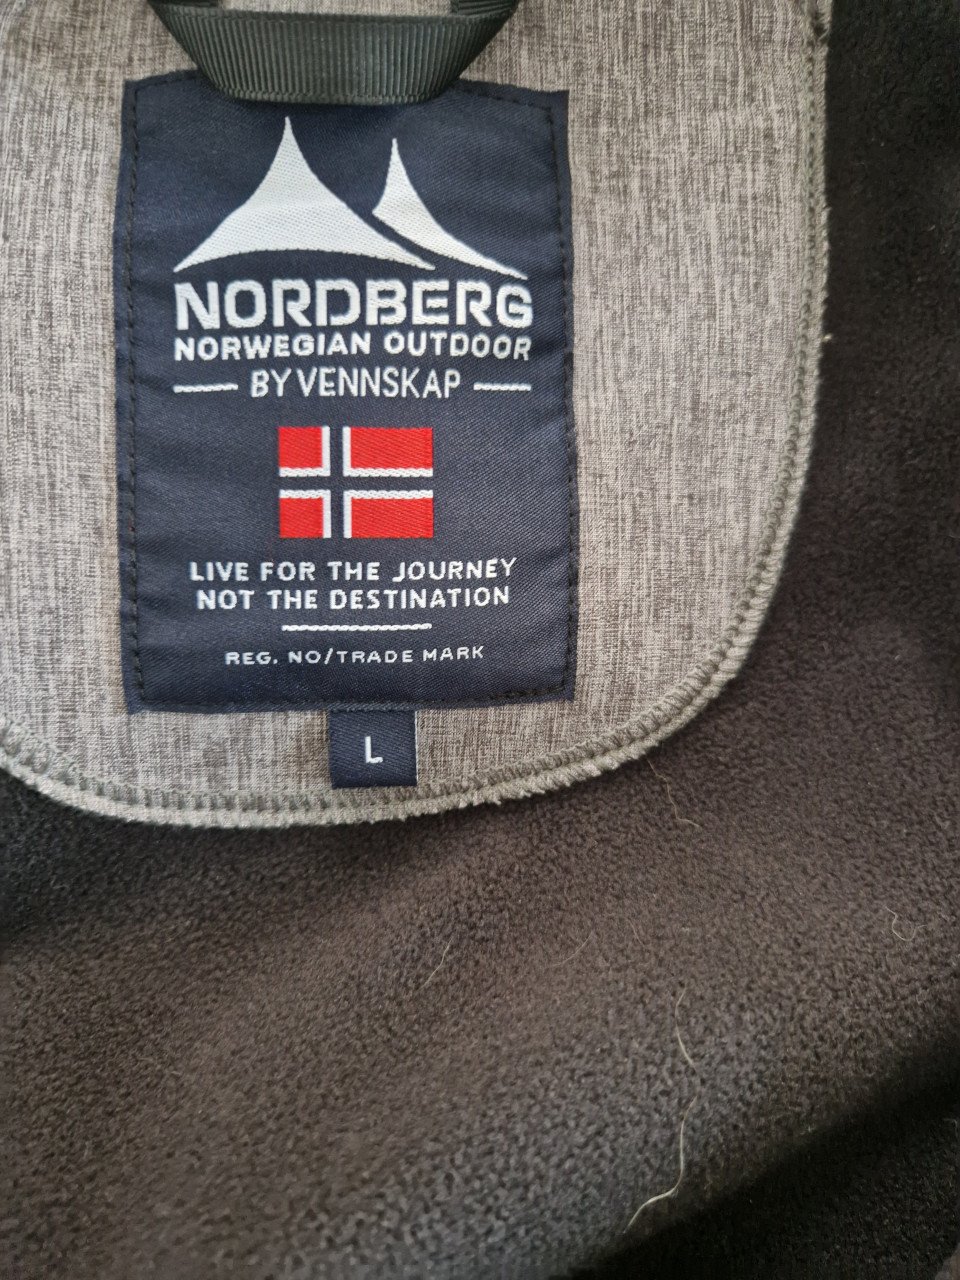 NORDBERG
NORWEGIAN OUTDOOR
BY VENNSKAP
LIVE FOR THE JOURNEY
NOT THE DESTINATION
REG. NO/TRADE MARK
L